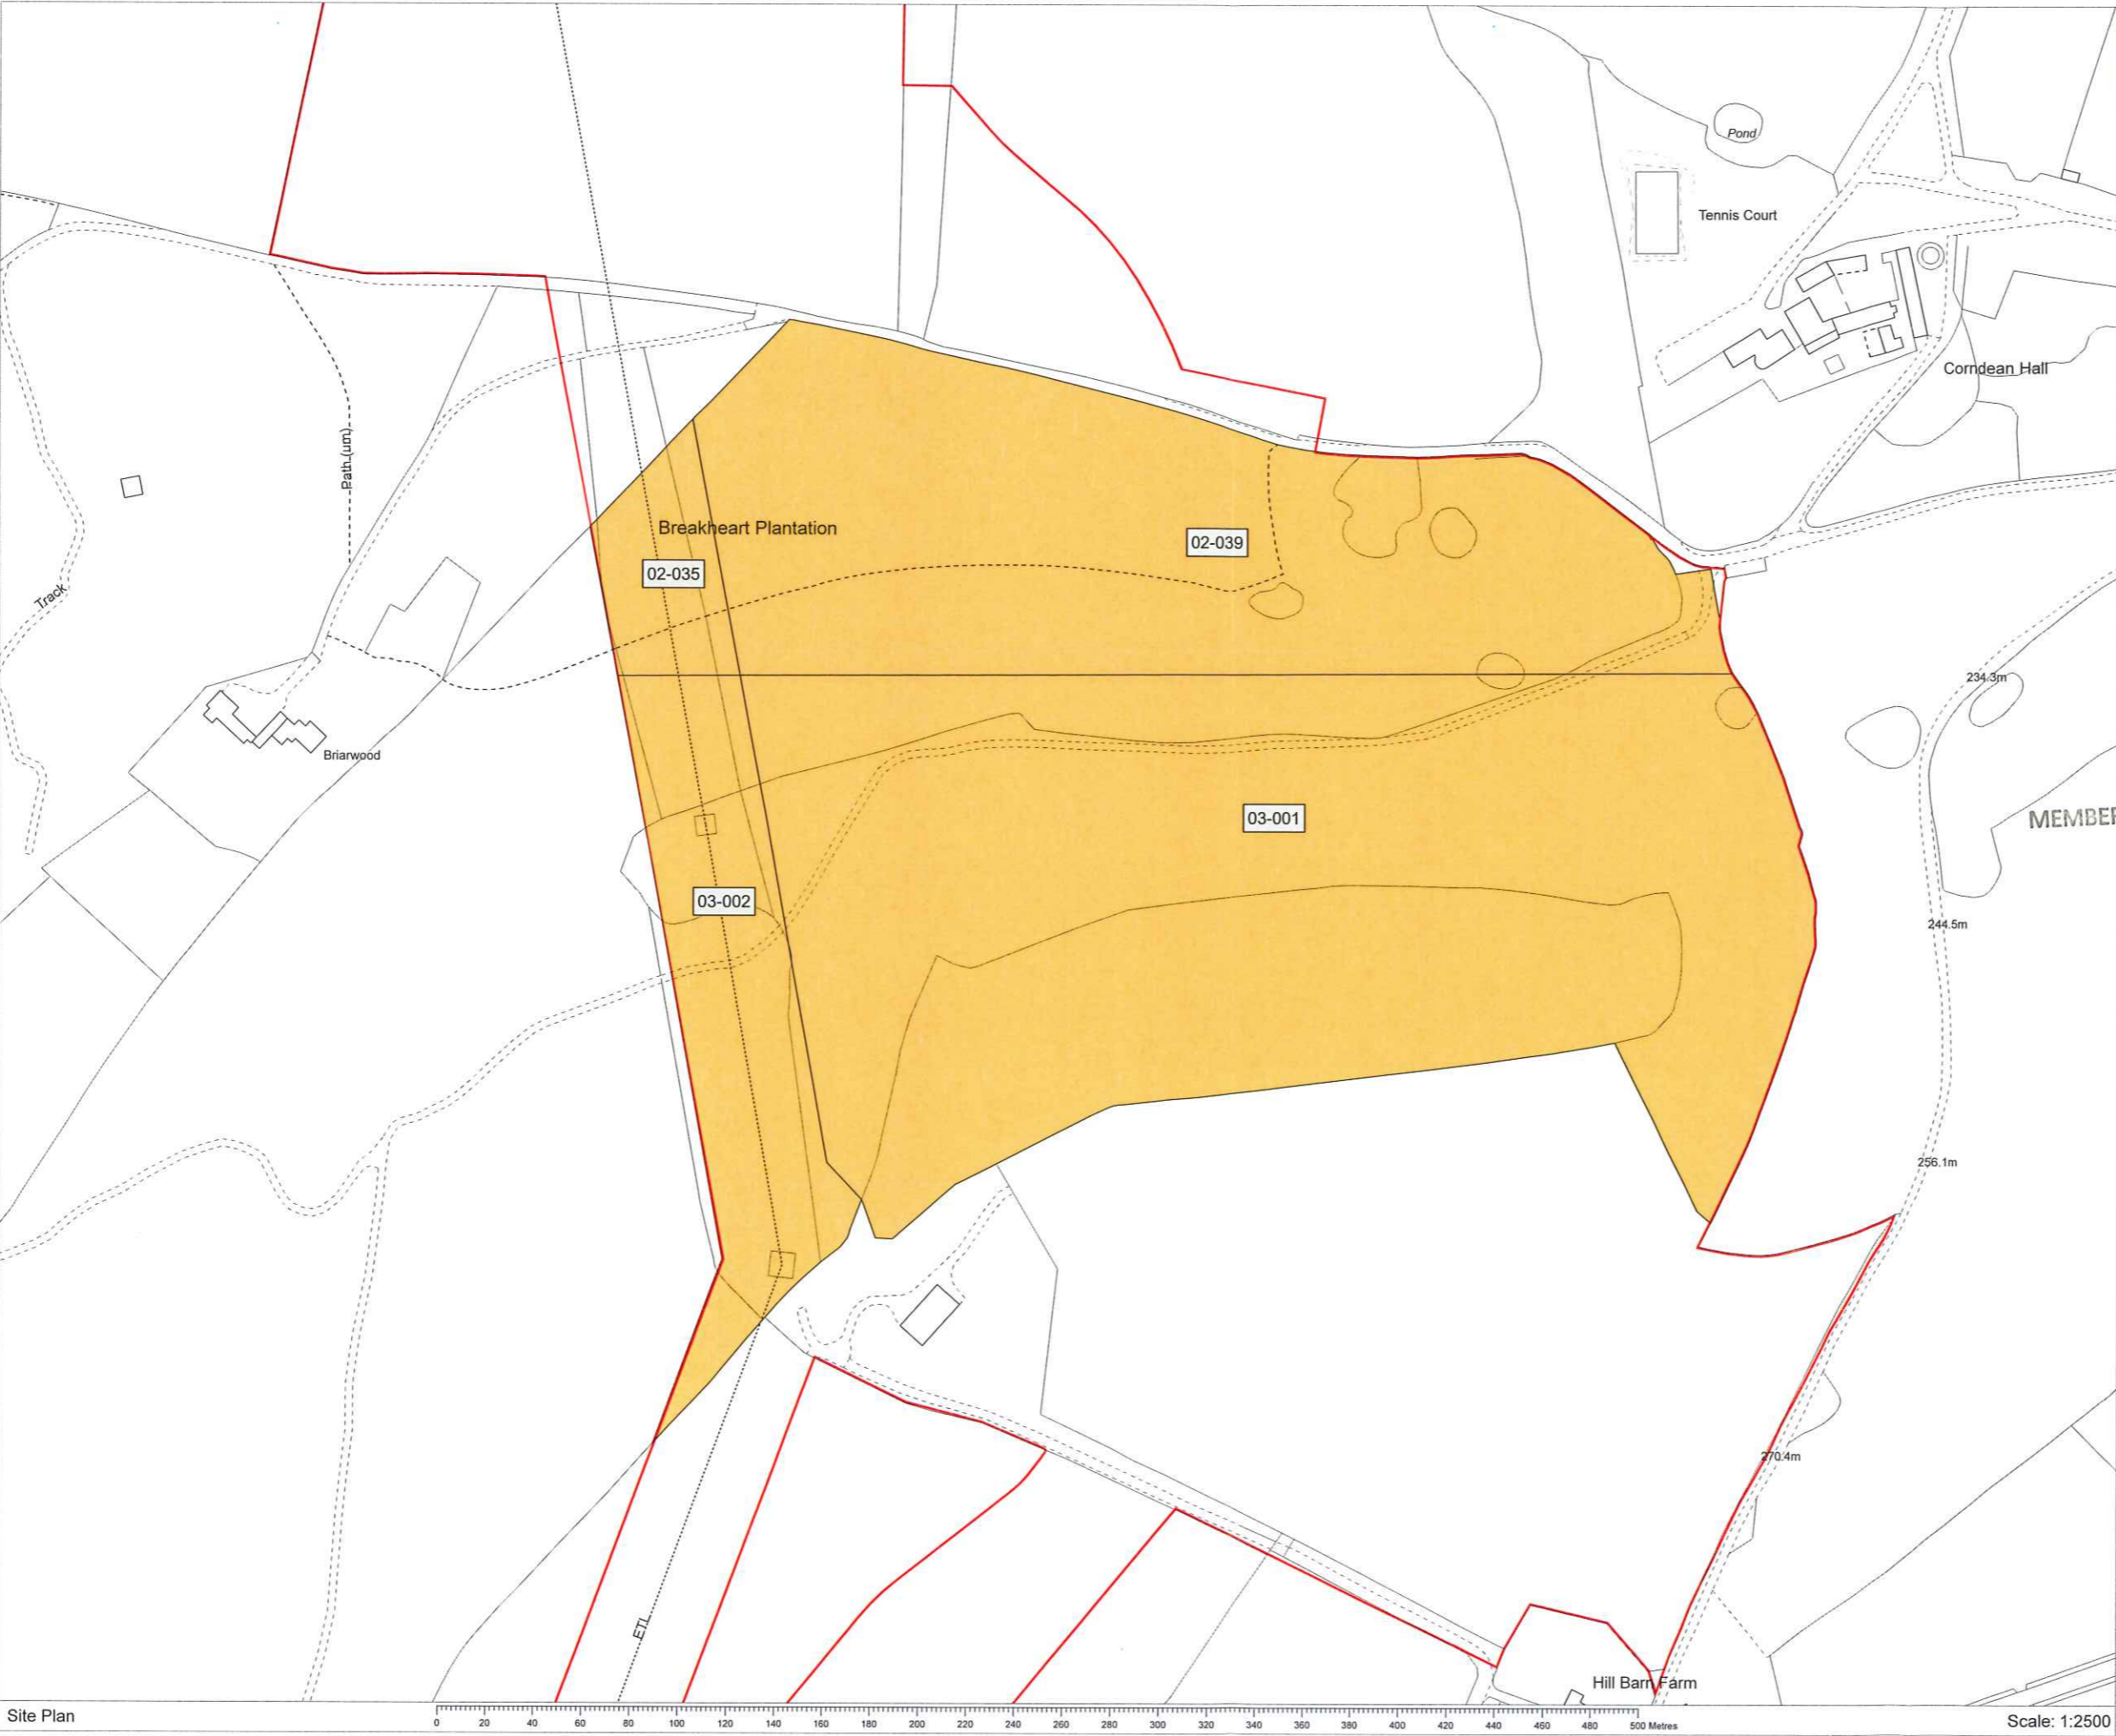 Pond
Tennis Court
Corndean Hall
Path (um)
Breakheart Plantation
02-039
02-035
Track
234.3m
Briarwood
MEMBER
03-001
03-002
244.5m
256.1m
270.4m
ETL
Hill Barn Farm
Site Plan
0 20 40 60 80 100 120 140 160 180 200 220 240 260 280 300 320 340 360 380 400 420 440 460 480 500 Metres
Scale: 1:2500